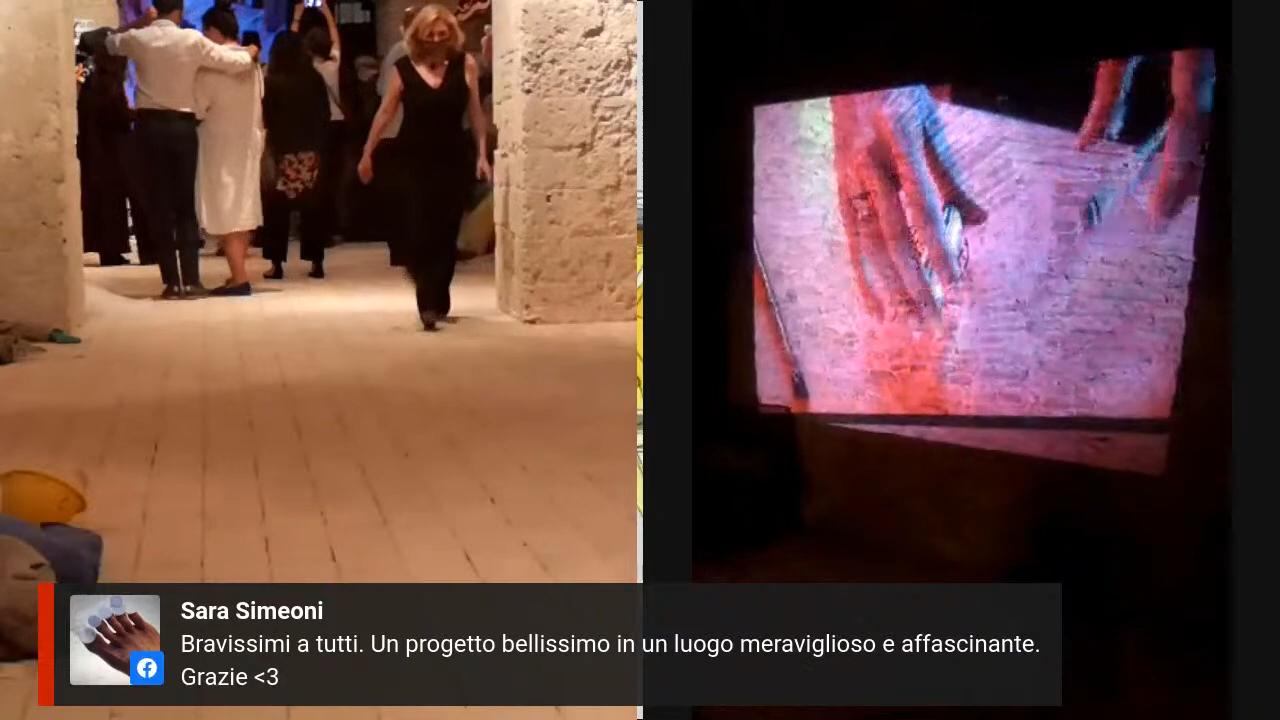 Sara Simeoni
Bravissimi a tutti. Un progetto bellissimo in un luogo meraviglioso e affascinante.
Grazie <3